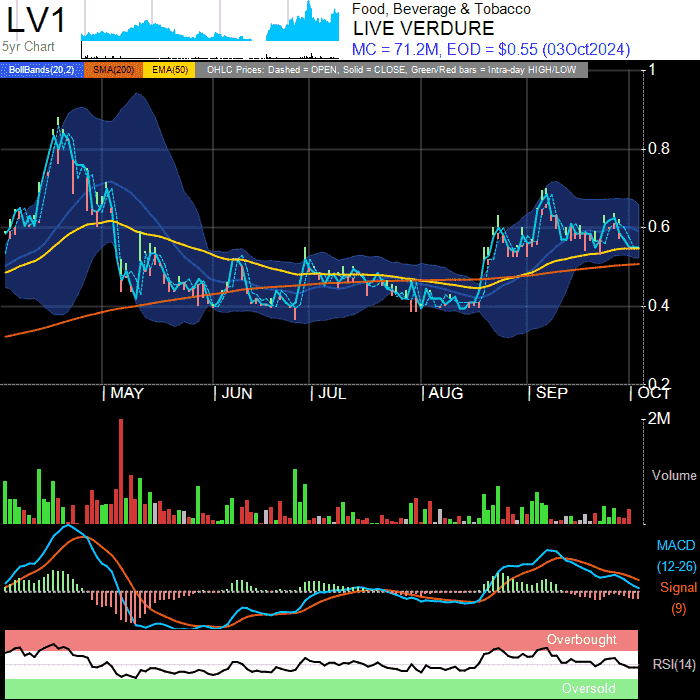 LV1
5yr Chart
Food, Beverage & Tobacco
LIVE VERDURE
MC = 71.2M, EOD = $0.55 (03Oct2024)
BollBands(20,2) SMA(200) EMA(50) OHLC Prices: Dashed = OPEN, Solid = CLOSE, Green/Red bars = Intra-day HIGH/LOW
1
0.8
0.6
0.4
0.2
MAY JUN JUL AUG SEP OCT
2M
Volume
MACD
(12-26)
Signal
(9)
Overbought
RSI(14)
Oversold